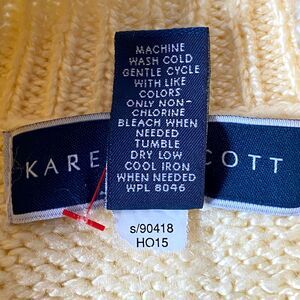 MACHINE
WASH COLD
GENTLE CYCLE
WITH LIKE
COLORS
ONLY NON-
CHLORINE
BLEACH WHEN
NEEDED
TUMBLE
DRY LOW
COOL IRON
WHEN NEEDED
WPL 8046
KARE COTT
s/90418
HO15